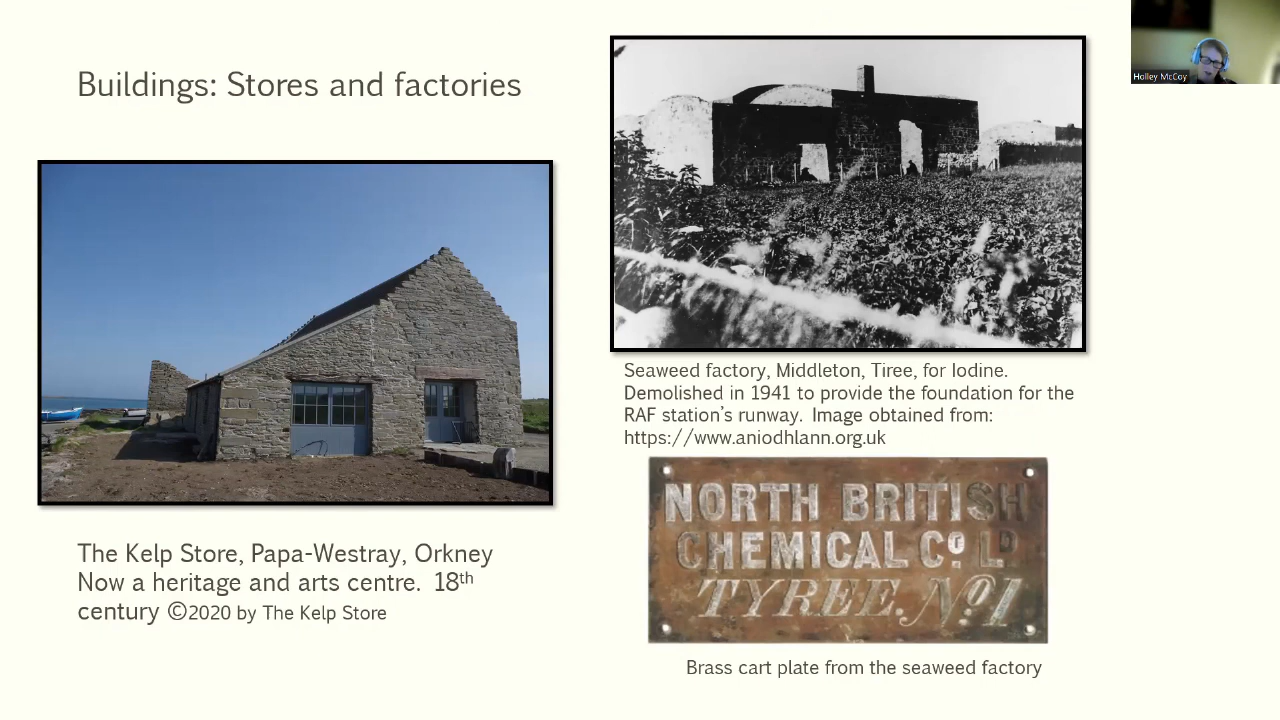 Buildings: Stores and factories
The Kelp Store, Papa-Westray, Orkney
Now a heritage and arts centre. 18th
century ©2020 by The Kelp Store
Seaweed factory, Middleton, Tiree, for Iodine.
Demolished in 1941 to provide the foundation for the
RAF station's runway. Image obtained from:
https://www.aniodhlann.org.uk
NORTH BRITISH
CHEMICAL Co. LD
TYREE. No 1
Brass cart plate from the seaweed factory
Holley McCoy